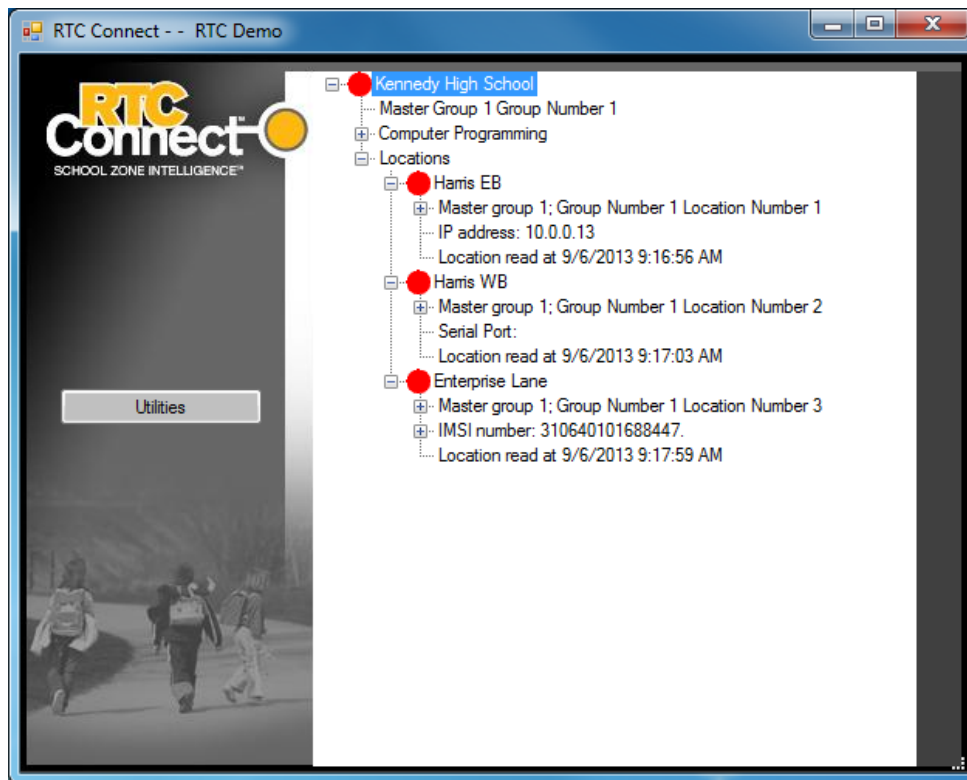 RTC Connect - - RTC Demo
RTC
Connect™
SCHOOL ZONE INTELLIGENCE™
Utilities
Kennedy High School
Master Group 1 Group Number 1
Computer Programming
Locations
Harris EB
Master group 1; Group Number 1 Location Number 1
IP address: 10.0.0.13
Location read at 9/6/2013 9:16:56 AM
Harris WB
Master group 1; Group Number 1 Location Number 2
Serial Port:
Location read at 9/6/2013 9:17:03 AM
Enterprise Lane
Master group 1; Group Number 1 Location Number 3
IMSI number: 310640101688447.
Location read at 9/6/2013 9:17:59 AM